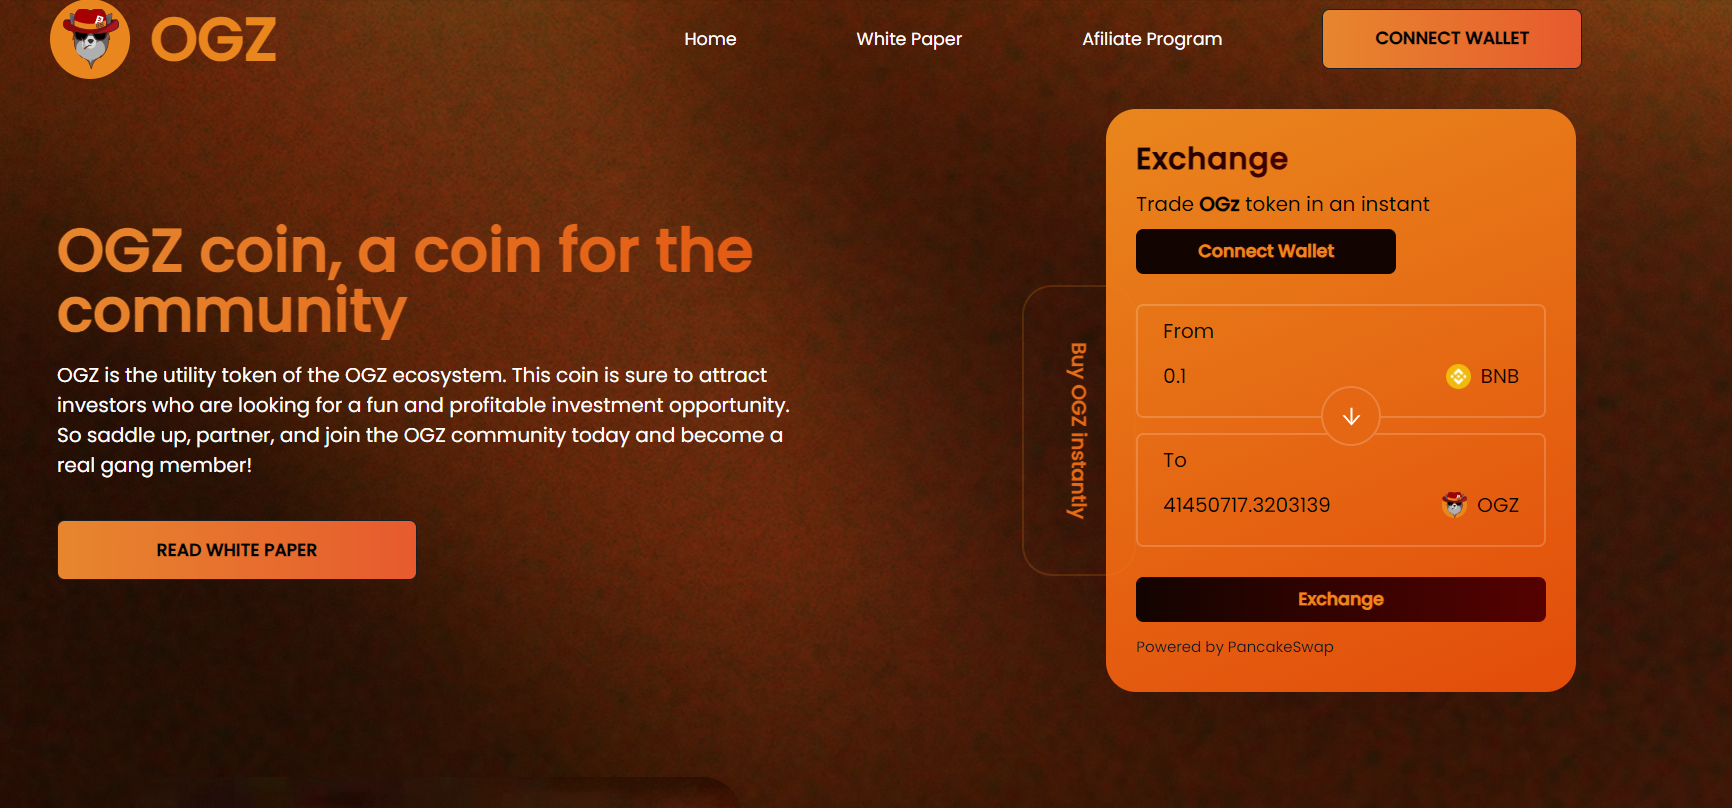 OGZ
Home
White Paper
Afiliate Program
CONNECT WALLET
OGZ coin, a coin for the
community
OGZ is the utility token of the OGZ ecosystem. This coin is sure to attract
investors who are looking for a fun and profitable investment opportunity.
So saddle up, partner, and join the OGZ community today and become a
real gang member!
READ WHITE PAPER
Buy OGZ instantly
Exchange
Trade OGz token in an instant
Connect Wallet
From
0.1
BNB
To
41450717.3203139
OGZ
Exchange
Powered by PancakeSwap